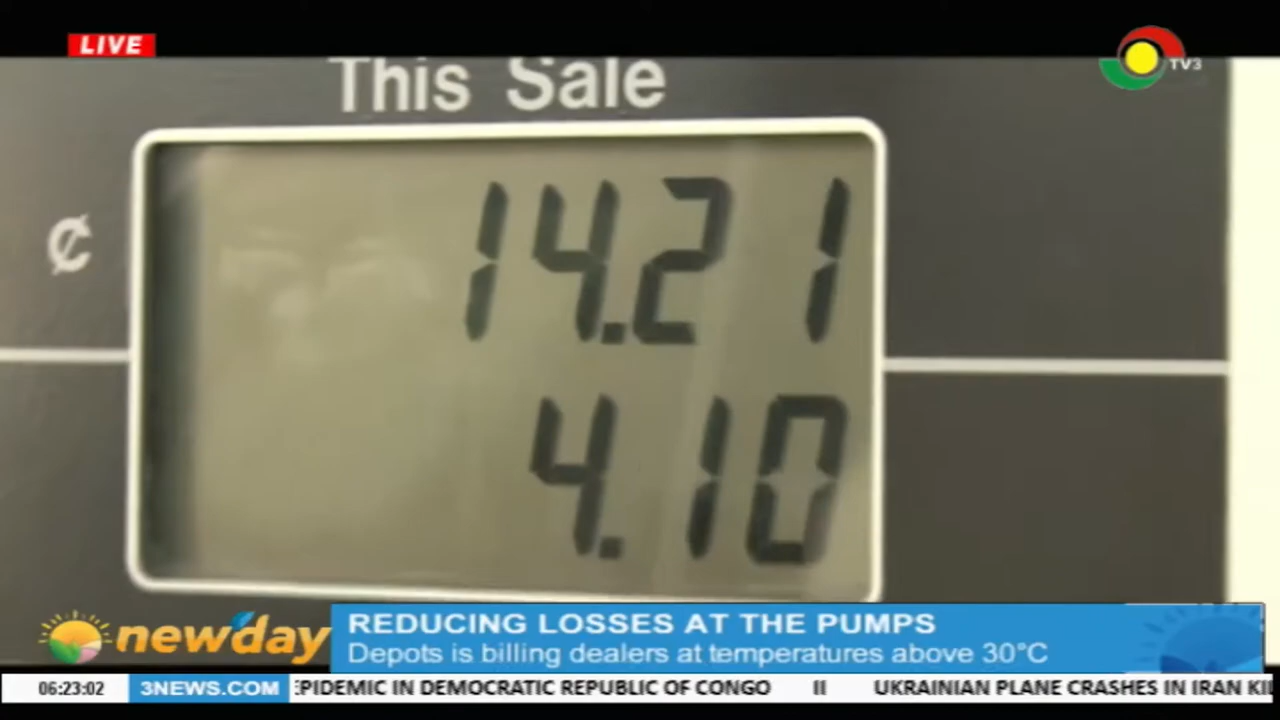 LIVE
TV3
This Sale
₵
14.21
4.10
newday
REDUCING LOSSES AT THE PUMPS
Depots is billing dealers at temperatures above 30°C
06:23:02
3NEWS.COM
EPIDEMIC IN DEMOCRATIC REPUBLIC OF CONGO II UKRAINIAN PLANE CRASHES IN IRAN